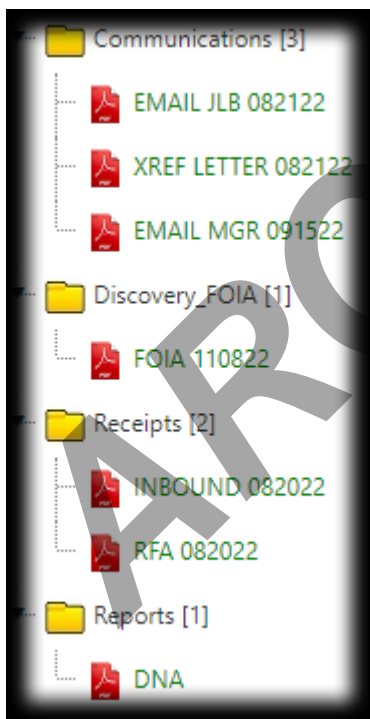 Communications [3]
EMAIL JLB 082122
XREF LETTER 082122
EMAIL MGR 091522
Discovery_FOIA [1]
FOIA 110822
Receipts [2]
INBOUND 082022
RFA 082022
Reports [1]
DNA